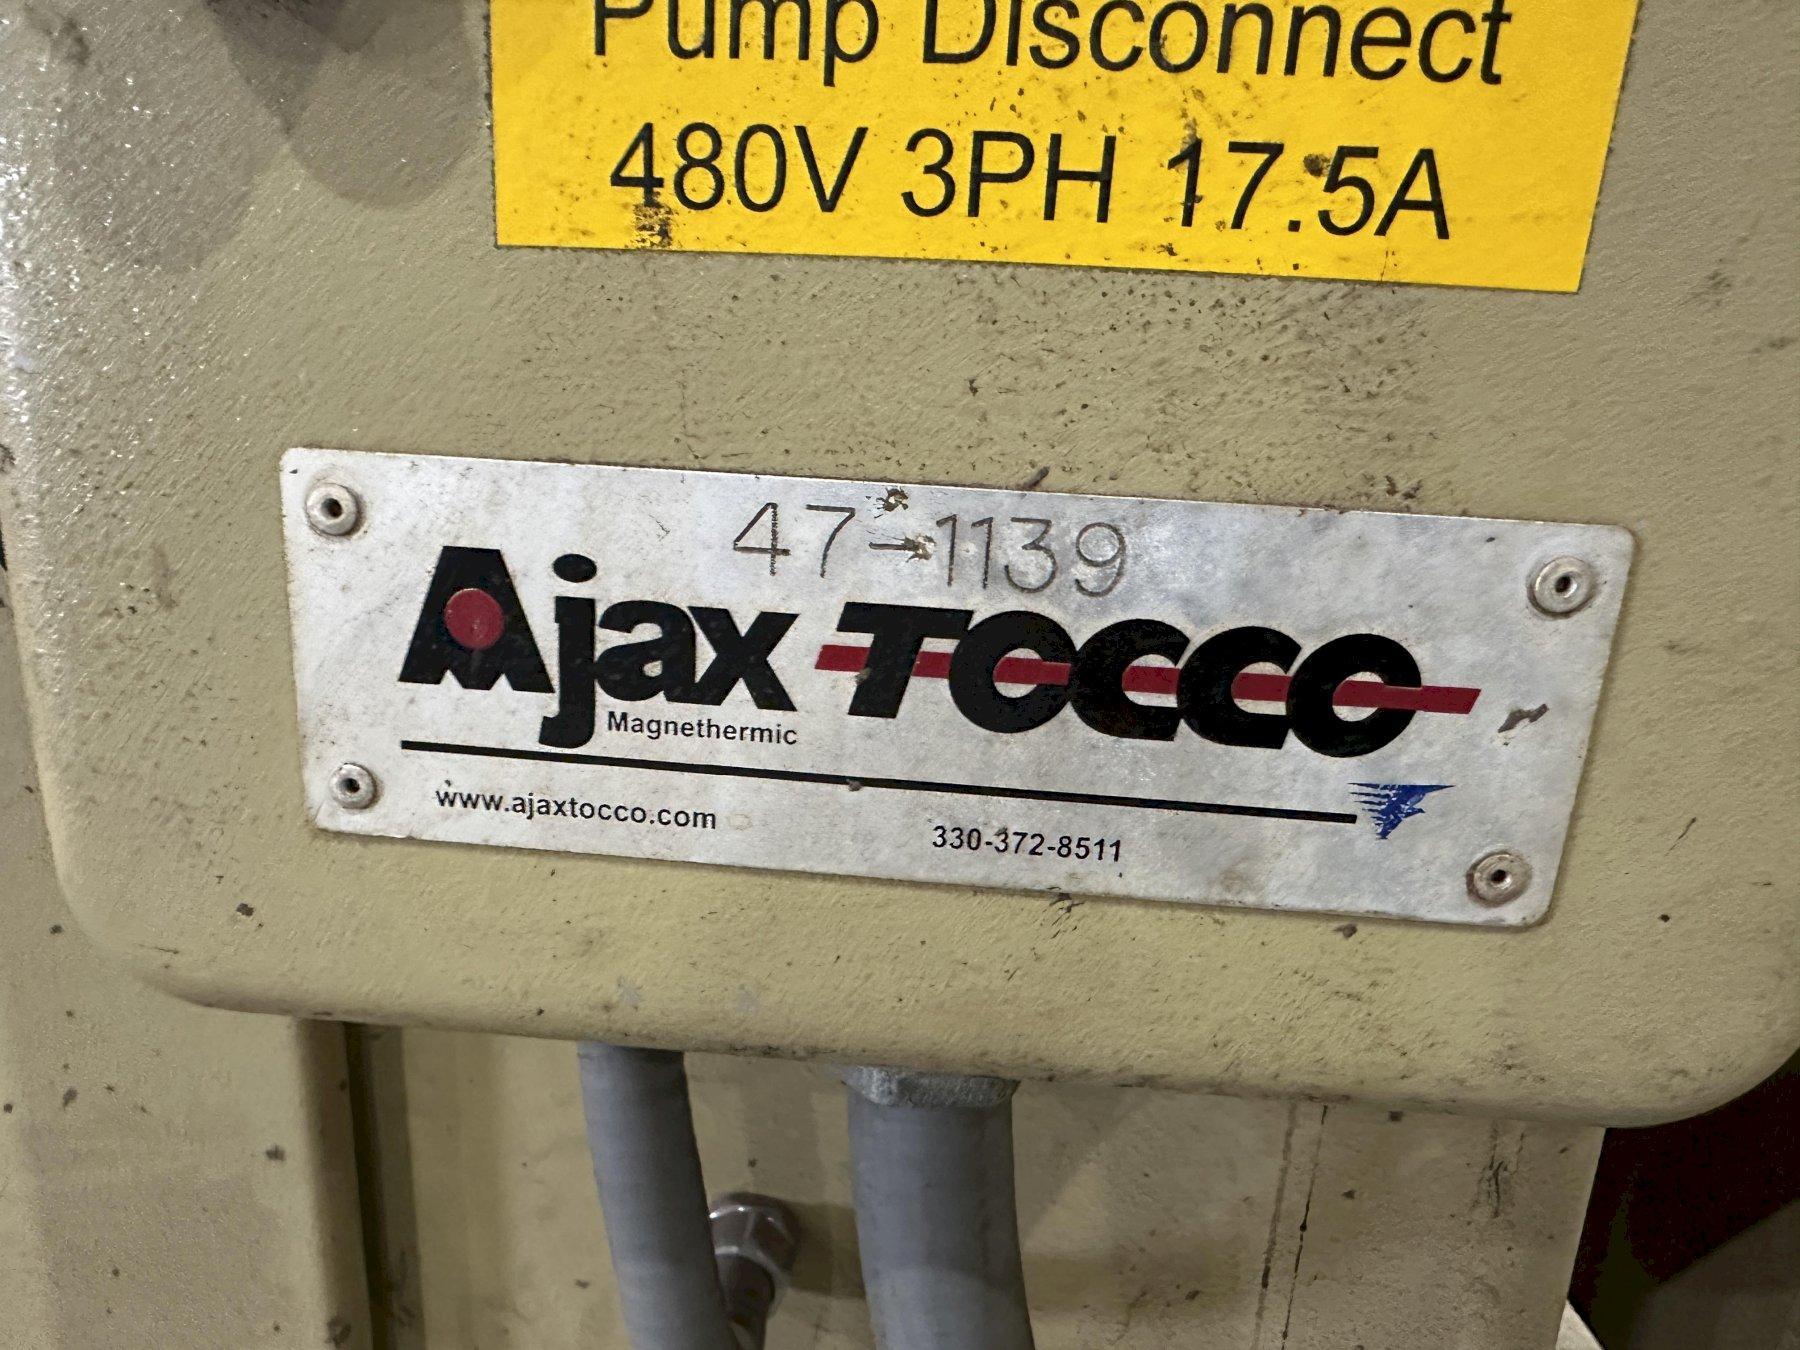 Pump Disconnect
480V 3PH 17.5A
47-1139
Ajax TOCCO
Magnethermic
www.ajaxtocco.com 330-372-8511